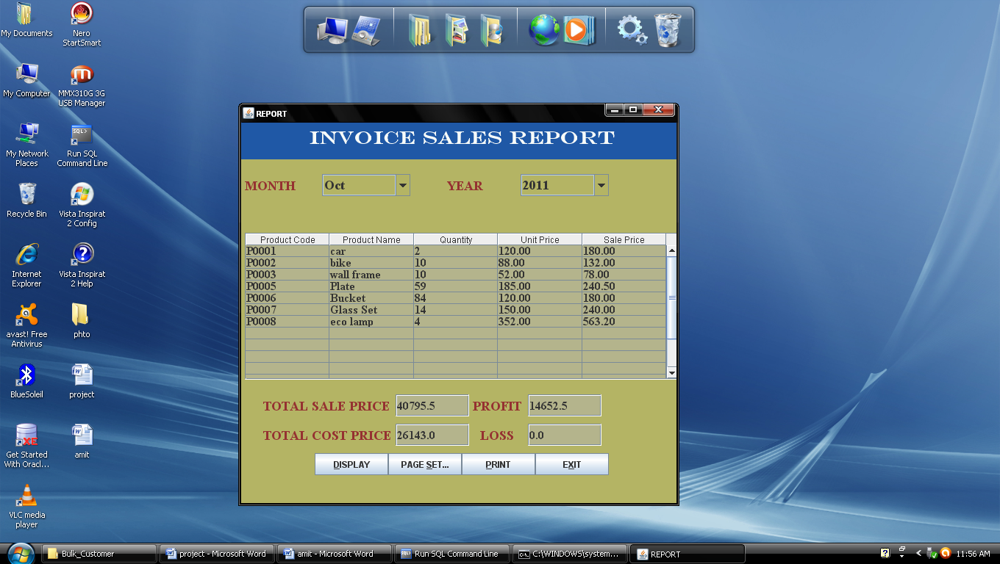 My Documents
Nero
StartSmart
My Computer
MMX310G 3G
USB Manager
My Network
Places
SQL>
Run SQL
Command Line
Recycle Bin
Vista Inspirat
2 Config
Internet
Explorer
Vista Inspirat
2 Help
avast! Free
Antivirus
phto
BlueSoleil
project
XE
Get Started
With Oracl...
amit
VLC media
player
REPORT
INVOICE SALES REPORT
MONTH Oct YEAR 2011
Product Code Product Name Quantity Unit Price Sale Price
P0001 car 2 120.00 180.00
P0002 bike 10 88.00 132.00
P0003 wall frame 10 52.00 78.00
P0005 Plate 59 185.00 240.50
P0006 Bucket 84 120.00 180.00
P0007 Glass Set 14 150.00 240.00
P0008 eco lamp 4 352.00 563.20
TOTAL SALE PRICE 40795.5 PROFIT 14652.5
TOTAL COST PRICE 26143.0 LOSS 0.0
DISPLAY PAGE SET... PRINT EXIT
Bulk_Customer project - Microsoft Word amit - Microsoft Word Run SQL Command Line C:\WINDOWS\system... REPORT 11:56 AM